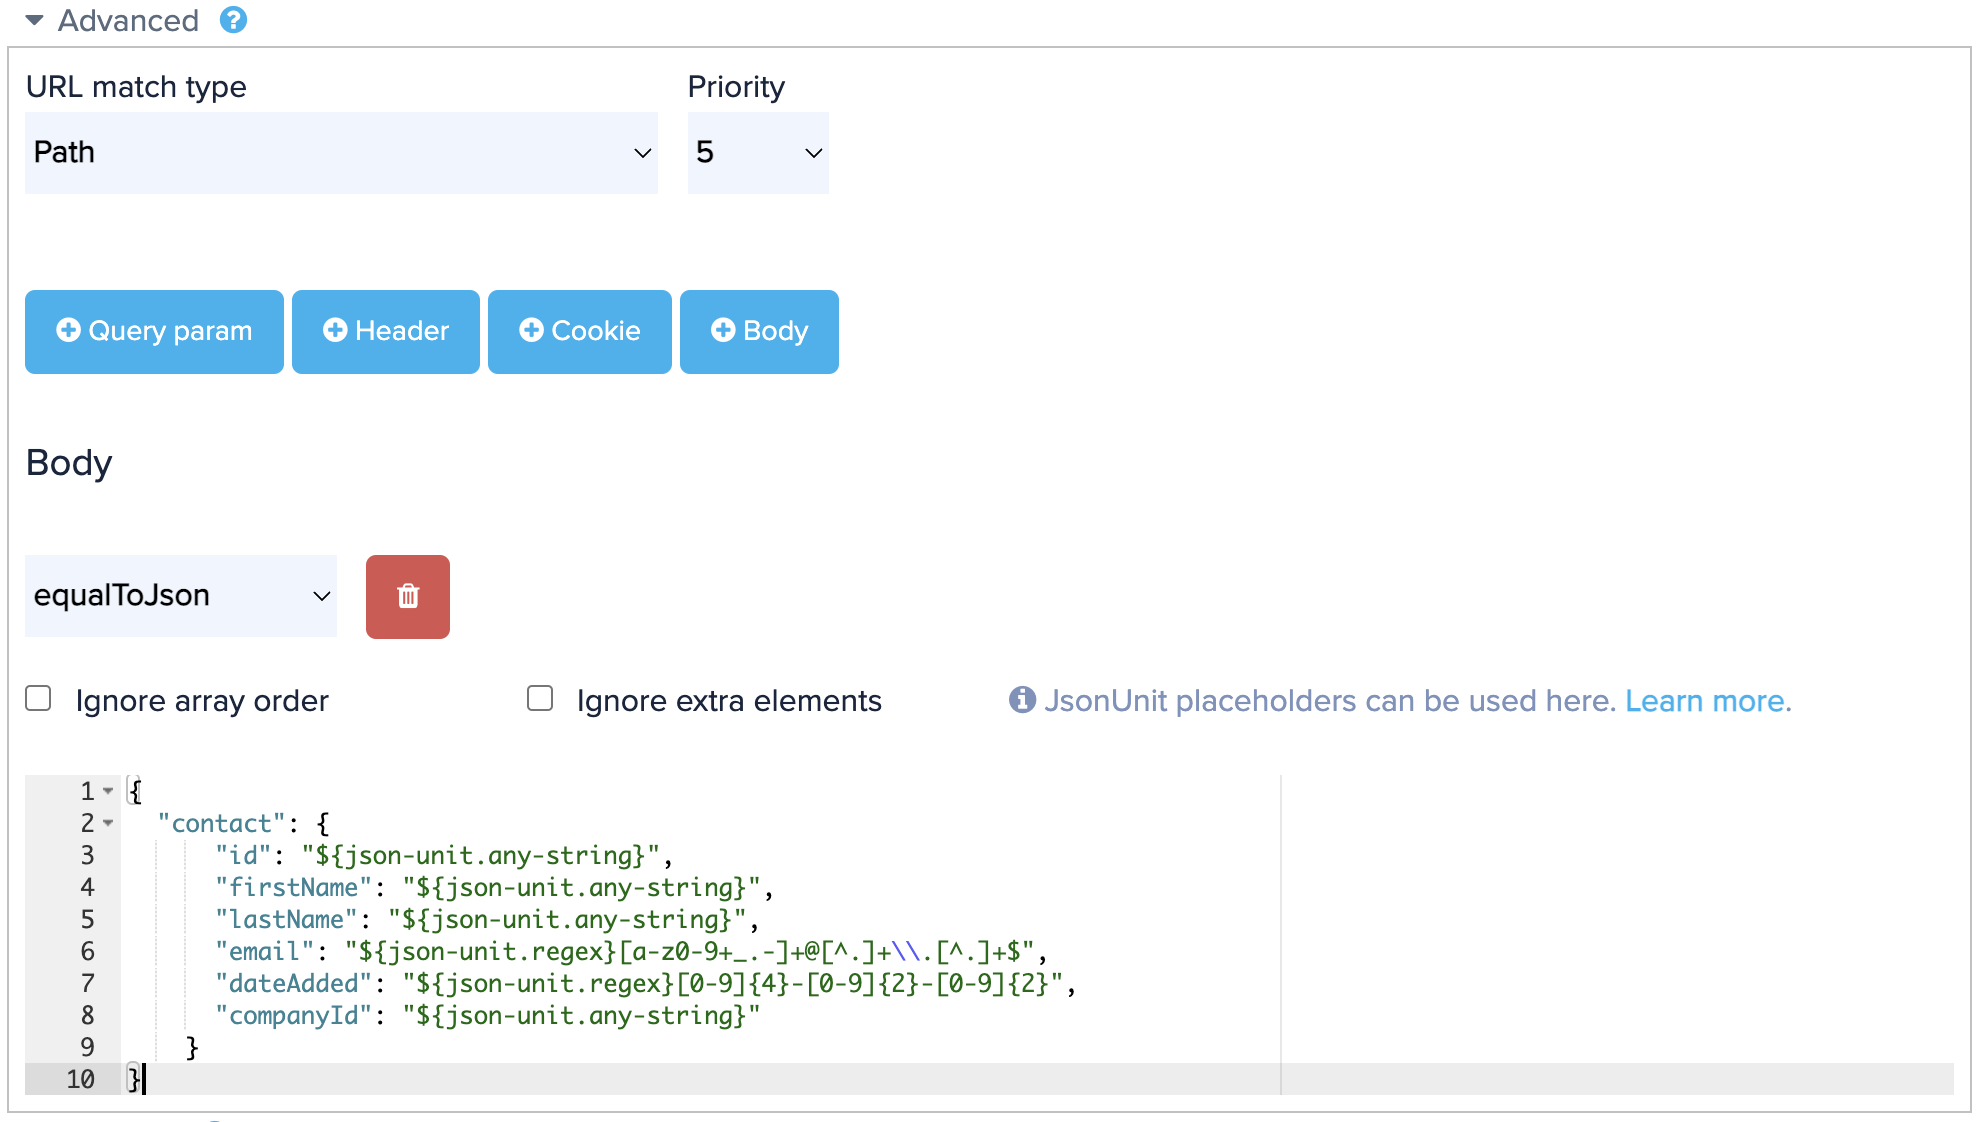 Advanced ?
URL match type
Priority
Path
5
Query param
Header
Cookie
Body
Body
equalToJson
Ignore array order
Ignore extra elements
JsonUnit placeholders can be used here. Learn more.
1 {
2 "contact": {
3 "id": "${json-unit.any-string}",
4 "firstName": "${json-unit.any-string}",
5 "lastName": "${json-unit.any-string}",
6 "email": "${json-unit.regex}[a-z0-9+_.-]+@[^.]+\\.[^.]+$",
7 "dateAdded": "${json-unit.regex}[0-9]{4}-[0-9]{2}-[0-9]{2}",
8 "companyId": "${json-unit.any-string}"
9 }
10 }